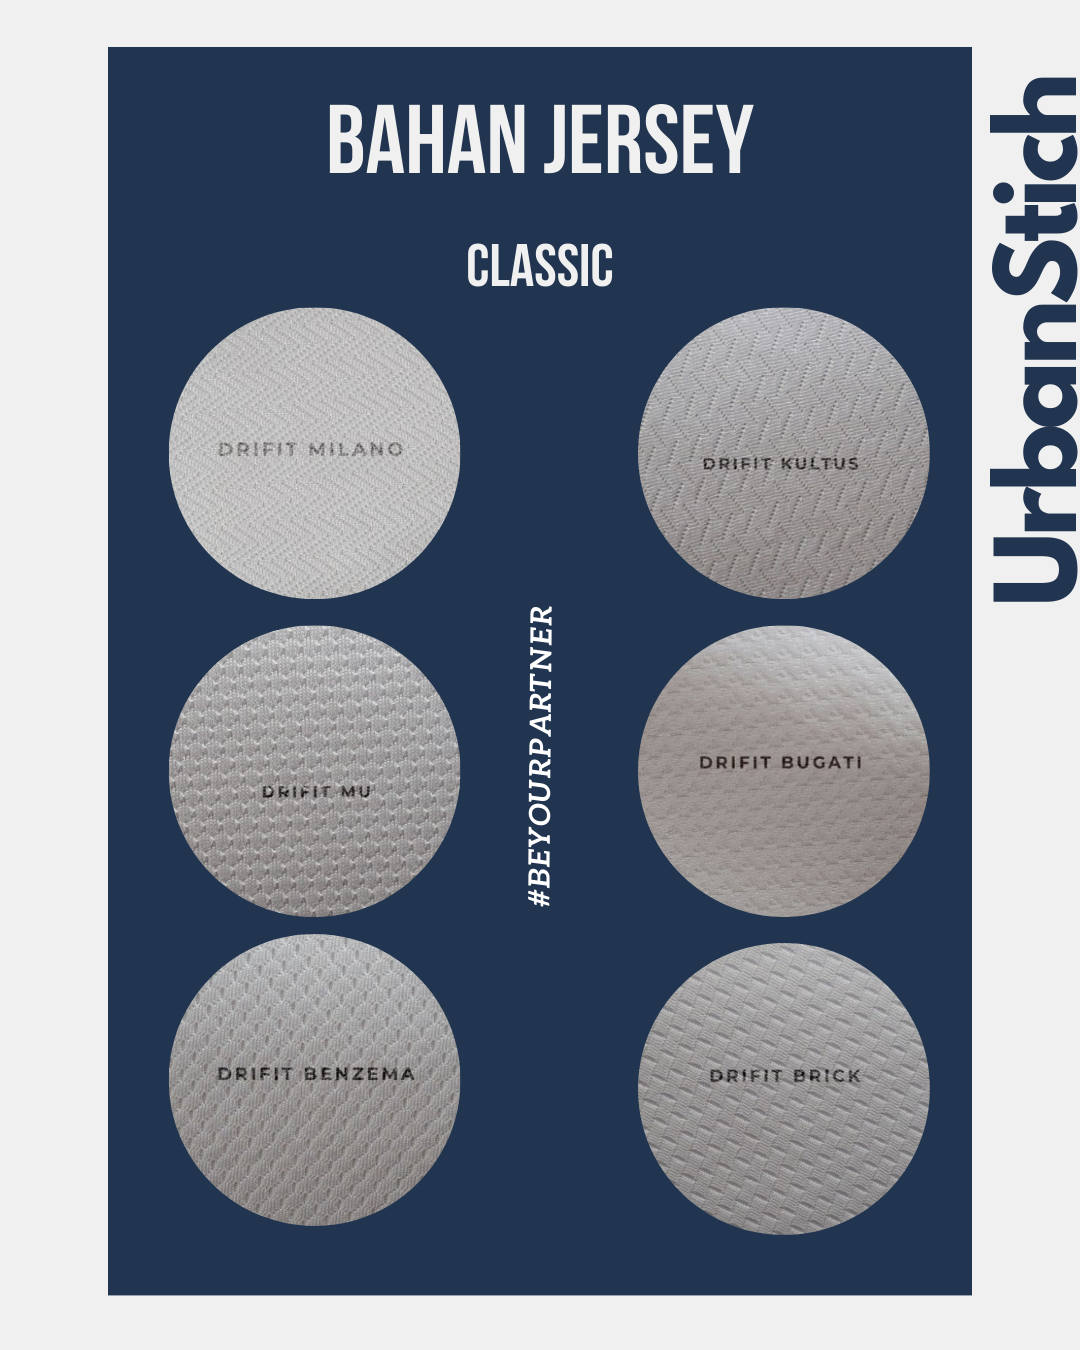 BAHAN JERSEY
CLASSIC
DRIFIT MILANO
DRIFIT KULTUS
DRIFIT MU
DRIFIT BUGATI
DRIFIT BENZEMA
DRIFIT BRICK
#BEYOURPARTNER
UrbanStich